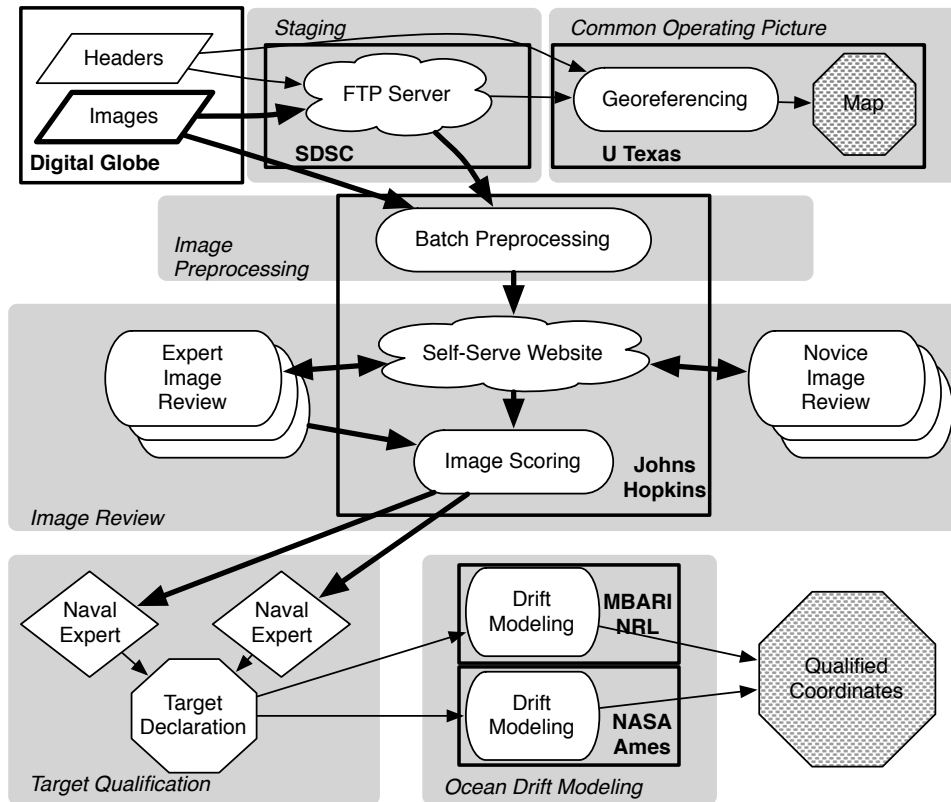 Headers
Images
Digital Globe
Staging
FTP Server
SDSC
Common Operating Picture
Georeferencing
Map
U Texas
Image
Preprocessing
Batch Preprocessing
Expert
Image
Review
Self-Serve Website
Novice
Image
Review
Image Scoring
Johns
Hopkins
Image Review
Naval
Expert
Naval
Expert
Target
Declaration
Target Qualification
Drift
Modeling
MBARI
NRL
Drift
Modeling
NASA
Ames
Ocean Drift Modeling
Qualified
Coordinates